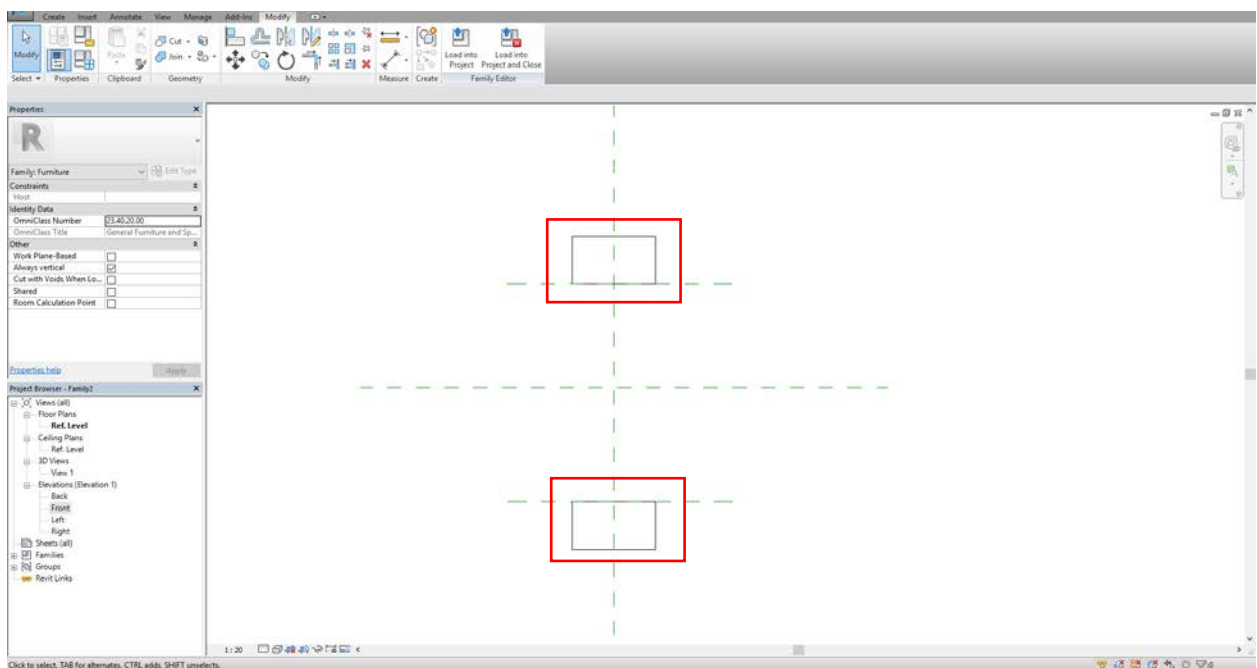 Create Insert Annotate View Manage Add-Ins Modify
Modify
Paste
Cut
Join
Load into Project
Load into Project and Close
Select Properties Clipboard Geometry Modify Measure Create Family Editor
Properties
R
Family: Furniture
Edit Type
Constraints
Host
Identity Data
OmniClass Number 23.40.20.00
OmniClass Title General Furniture and Sp...
Other
Work Plane-Based
Always vertical
Cut with Voids When Lo...
Shared
Room Calculation Point
Properties help
Apply
Project Browser - Family2
Views (all)
Floor Plans
Ref. Level
Ceiling Plans
Ref. Level
3D Views
View 1
Elevations (Elevation 1)
Back
Front
Left
Right
Sheets (all)
Families
Groups
Revit Links
1 : 20
Click to select, TAB for alternates, CTRL adds, SHIFT unselects.
:0